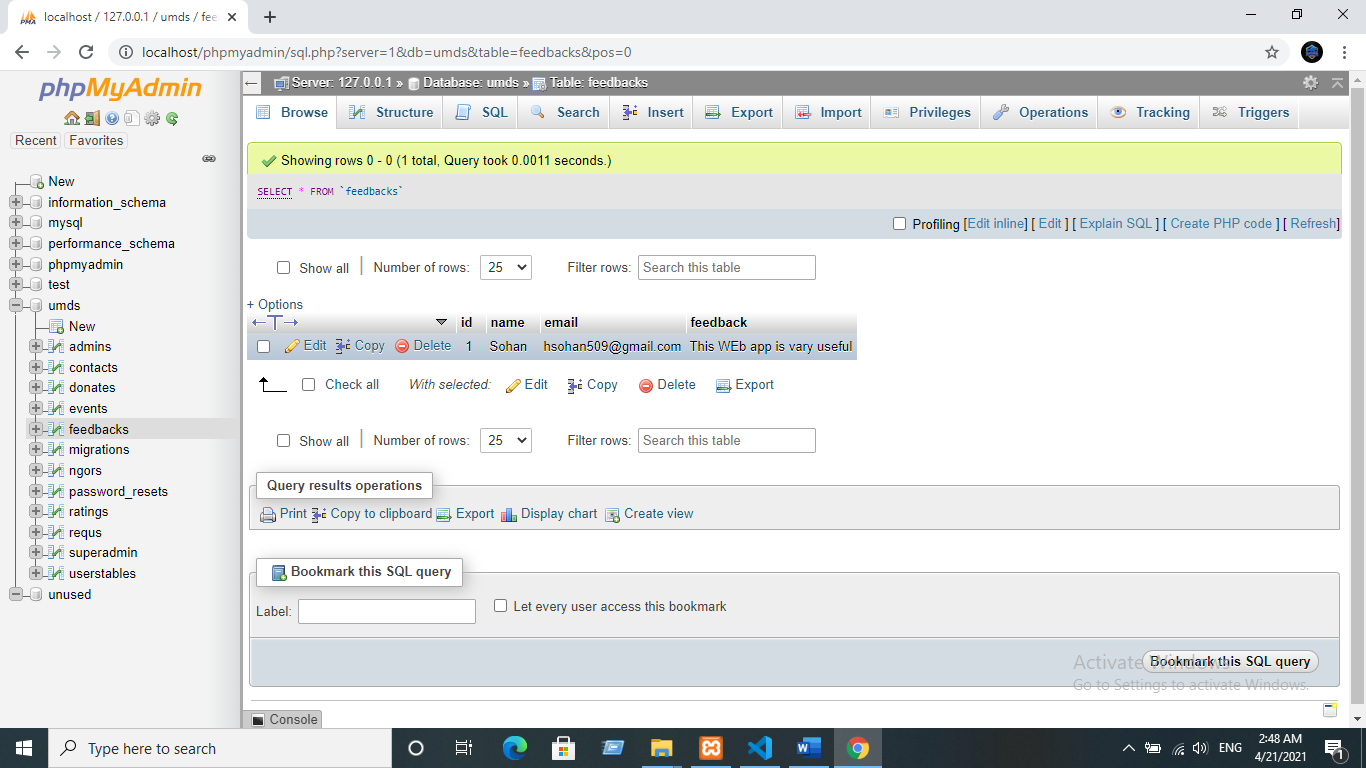 localhost / 127.0.0.1 / umds / fee
localhost/phpmyadmin/sql.php?server=1&db=umds&table=feedbacks&pos=0
phpMyAdmin
Recent Favorites
New
information_schema
mysql
performance_schema
phpmyadmin
test
umds
New
admins
contacts
donates
events
feedbacks
migrations
ngors
password_resets
ratings
requs
superadmin
userstables
unused
Server: 127.0.0.1 » Database: umds » Table: feedbacks
Browse Structure SQL Search Insert Export Import Privileges Operations Tracking Triggers
Showing rows 0 - 0 (1 total, Query took 0.0011 seconds.)
SELECT * FROM `feedbacks`
Profiling [Edit inline] [ Edit ] [ Explain SQL ] [ Create PHP code ] [ Refresh]
Show all | Number of rows: 25 Filter rows: Search this table
+ Options
←T→ id name email feedback
Edit Copy Delete 1 Sohan hsohan509@gmail.com This WEb app is vary useful
Check all With selected: Edit Copy Delete Export
Show all | Number of rows: 25 Filter rows: Search this table
Query results operations
Print Copy to clipboard Export Display chart Create view
Bookmark this SQL query
Label: Let every user access this bookmark
Bookmark this SQL query
Activate Windows
Go to Settings to activate Windows.
Console
Type here to search
ENG
2:48 AM
4/21/2021
1